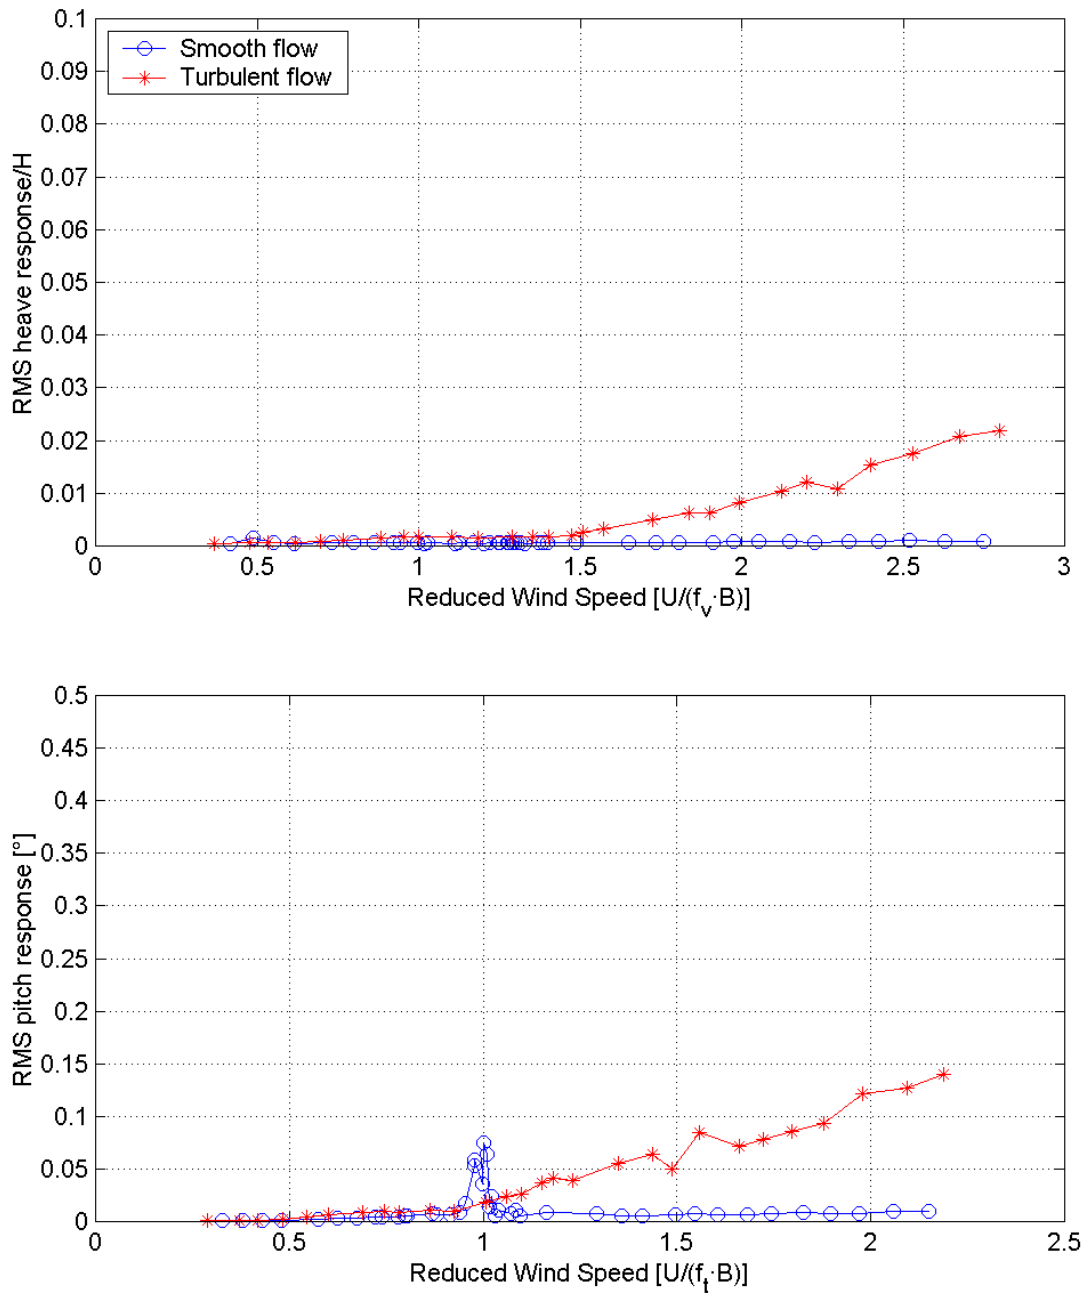 0.1
0.09
0.08
0.07
0.06
0.05
0.04
0.03
0.02
0.01
0
RMS heave response/H
Smooth flow
Turbulent flow
0 0.5 1 1.5 2 2.5 3
Reduced Wind Speed [U/(f_v·B)]
0.5
0.45
0.4
0.35
0.3
0.25
0.2
0.15
0.1
0.05
0
RMS pitch response [°]
0 0.5 1 1.5 2 2.5
Reduced Wind Speed [U/(f_t·B)]